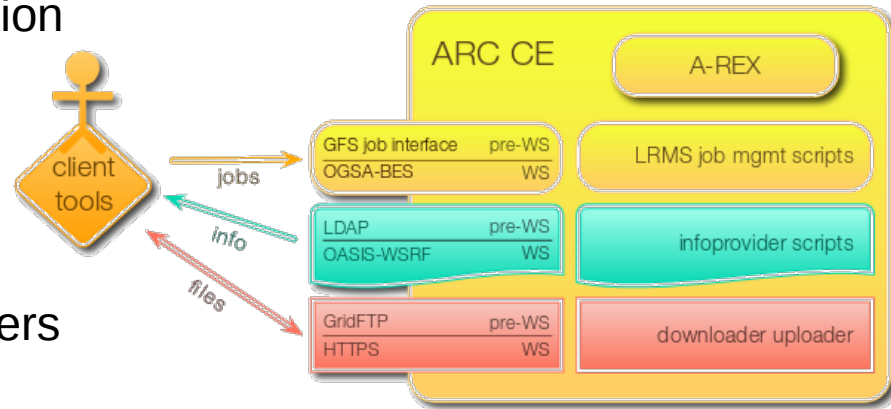 tion
ARC CE
A-REX
client
tools
jobs
info
files
GFS job interface pre-WS
OGSA-BES WS
LRMS job mgmt scripts
LDAP pre-WS
OASIS-WSRF WS
infoprovider scripts
ers
GridFTP pre-WS
HTTPS WS
downloader uploader